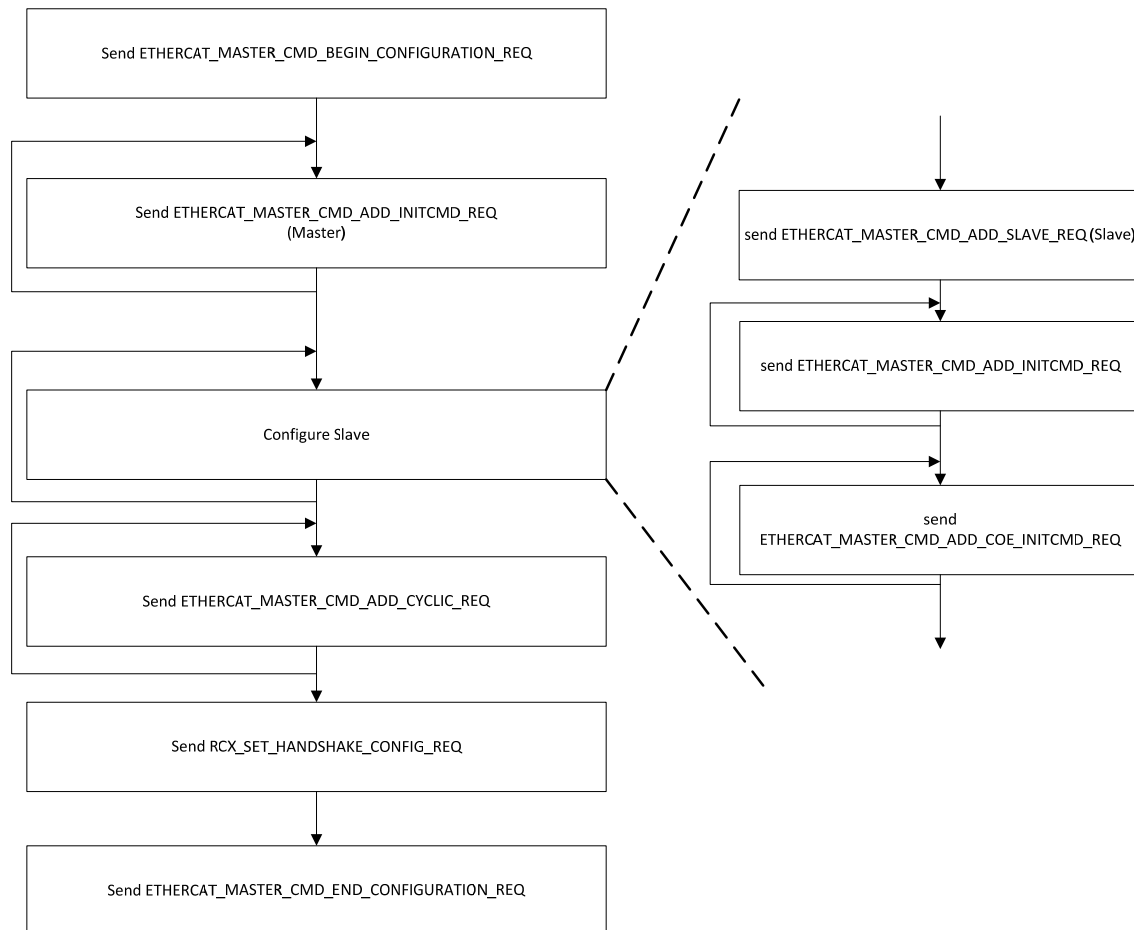 Send ETHERCAT_MASTER_CMD_BEGIN_CONFIGURATION_REQ
Send ETHERCAT_MASTER_CMD_ADD_INITCMD_REQ
(Master)
Configure Slave
Send ETHERCAT_MASTER_CMD_ADD_CYCLIC_REQ
Send RCX_SET_HANDSHAKE_CONFIG_REQ
Send ETHERCAT_MASTER_CMD_END_CONFIGURATION_REQ
send ETHERCAT_MASTER_CMD_ADD_SLAVE_REQ (Slave)
send ETHERCAT_MASTER_CMD_ADD_INITCMD_REQ
send
ETHERCAT_MASTER_CMD_ADD_COE_INITCMD_REQ